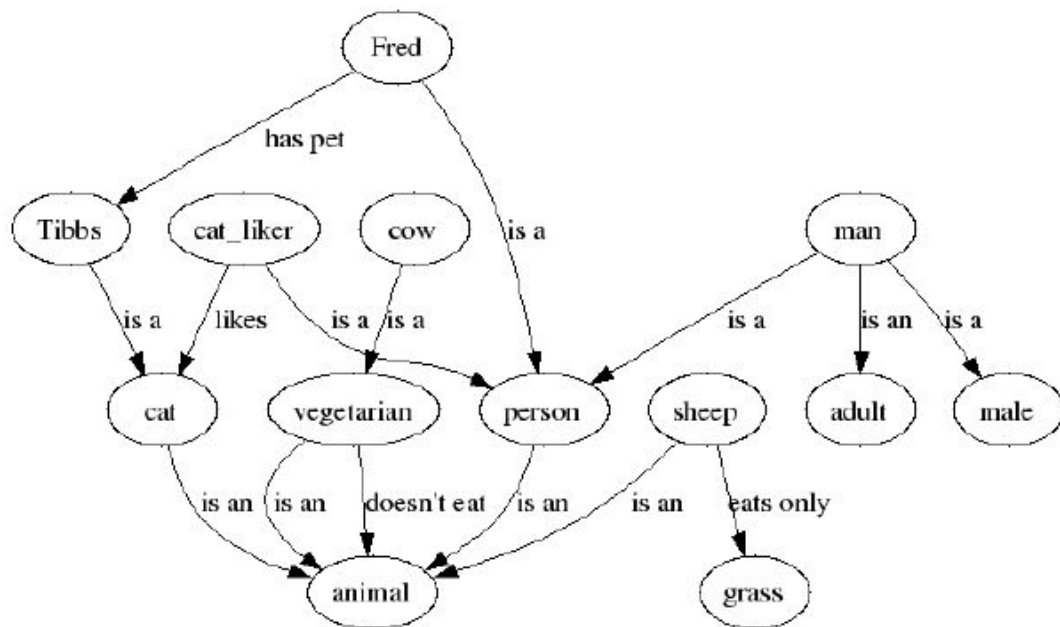 Fred
has pet
Tibbs
cat_liker
cow
is a
man
is a
likes
is a
is a
is a
is an
is a
cat
vegetarian
person
sheep
adult
male
is an
is an
doesn't eat
is an
is an
eats only
animal
grass